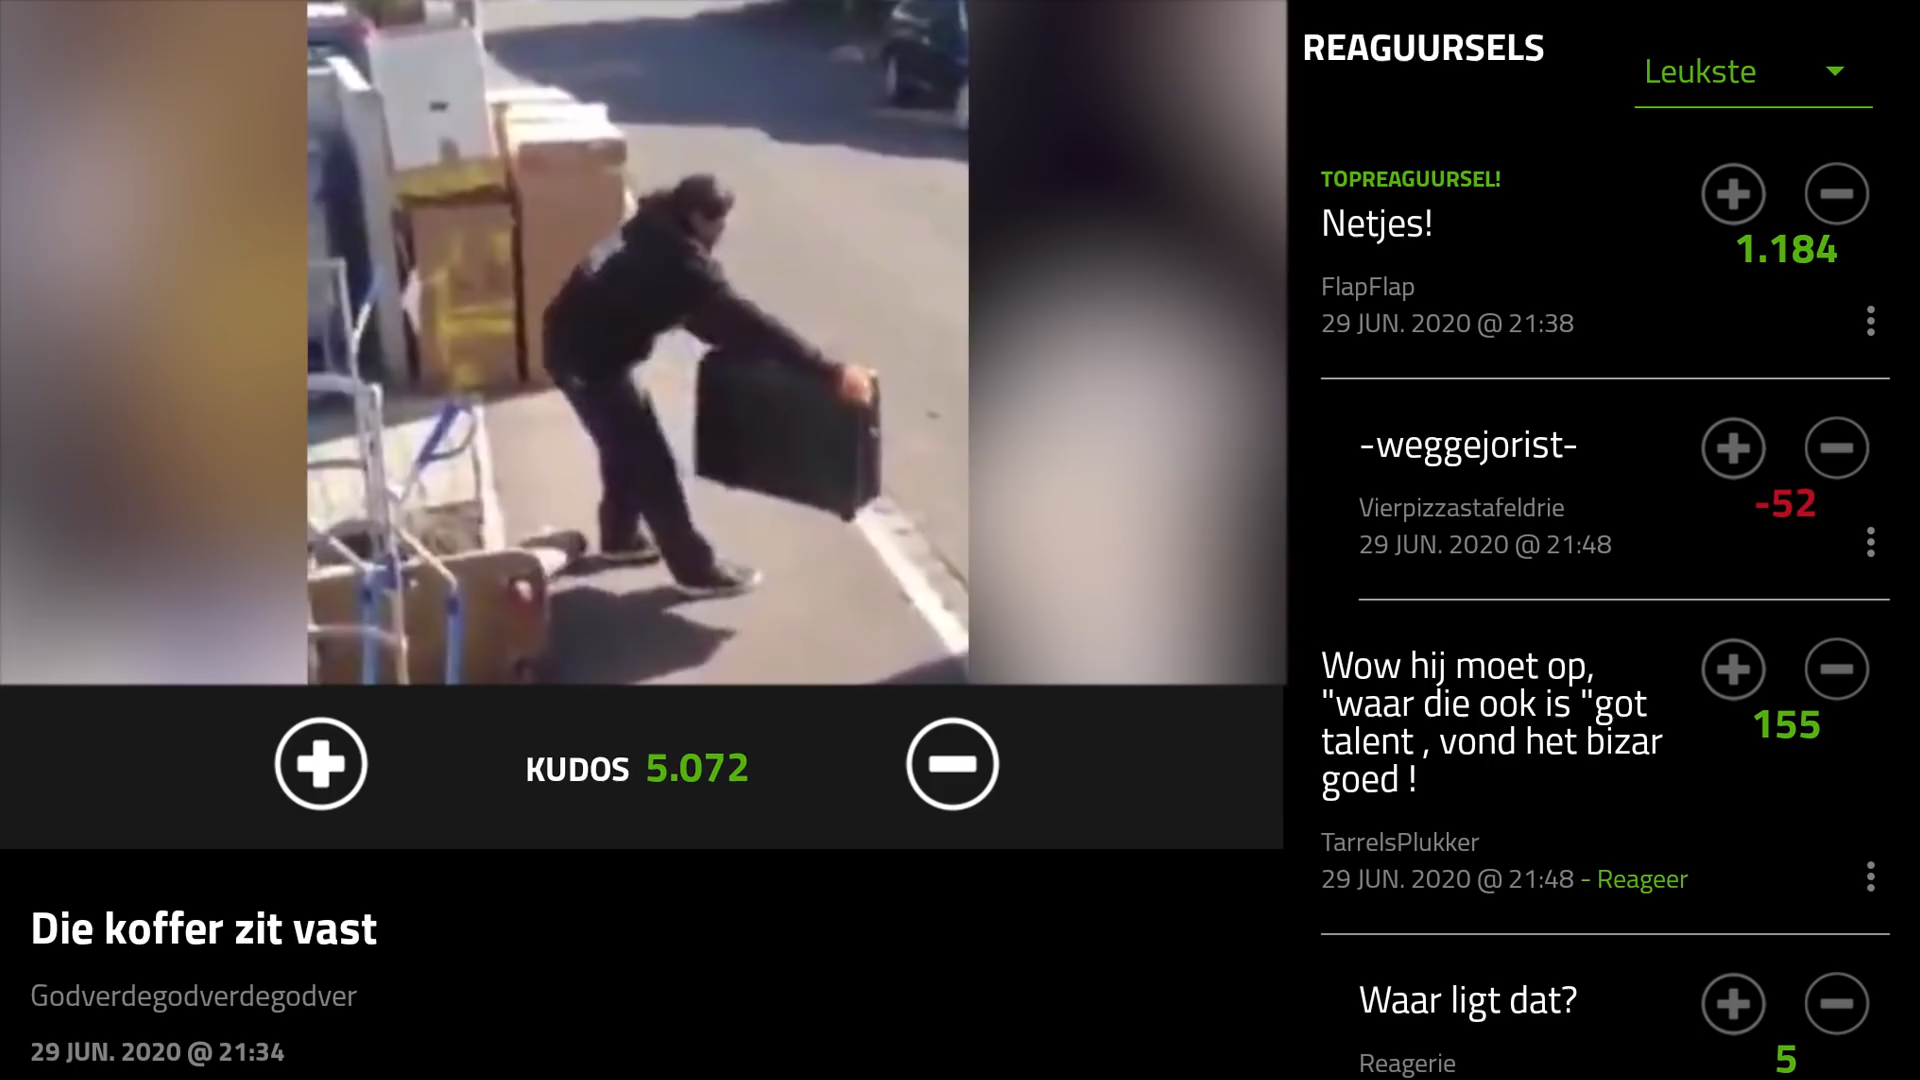 REAGUURSELS
Leukste
TOPREAGUURSEL!
Netjes!
1.184
FlapFlap
29 JUN. 2020 @ 21:38
-weggejorist-
-52
Vierpizzastafeldrie
29 JUN. 2020 @ 21:48
Wow hij moet op,
"waar die ook is "got
talent , vond het bizar
goed !
155
TarrelsPlukker
29 JUN. 2020 @ 21:48 - Reageer
Waar ligt dat?
5
Reagerie
KUDOS 5.072
Die koffer zit vast
Godverdegodverdegodver
29 JUN. 2020 @ 21:34